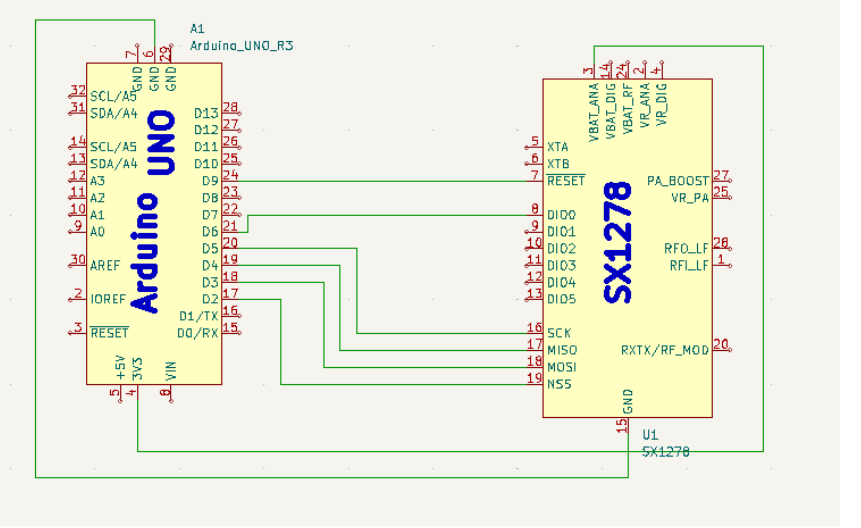 A1
Arduino_UNO_R3
7
6
29
GND
GND
GND
32 SCL/A5
31 SDA/A4
14 SCL/A5
13 SDA/A4
12 A3
11 A2
10 A1
9 A0
30 AREF
2 IOREF
3 RESET
D13 28
D12 27
D11 26
D10 25
D9 24
D8 23
D7 22
D6 21
D5 20
D4 19
D3 18
D2 17
D1/TX 16
D0/RX 15
+5V
3V3
VIN
5
4
8
Arduino UNO
3
14
24
2
4
VBAT_ANA
VBAT_DIG
VBAT_RF
VR_ANA
VR_DIG
5 XTA
6 XTB
7 RESET
8 DIO0
9 DIO1
10 DIO2
11 DIO3
12 DIO4
13 DIO5
16 SCK
17 MISO
18 MOSI
19 NSS
PA_BOOST 27
VR_PA 25
RFO_LF 28
RFI_LF 1
RXTX/RF_MOD 20
GND
15
SX1278
U1
SX1278